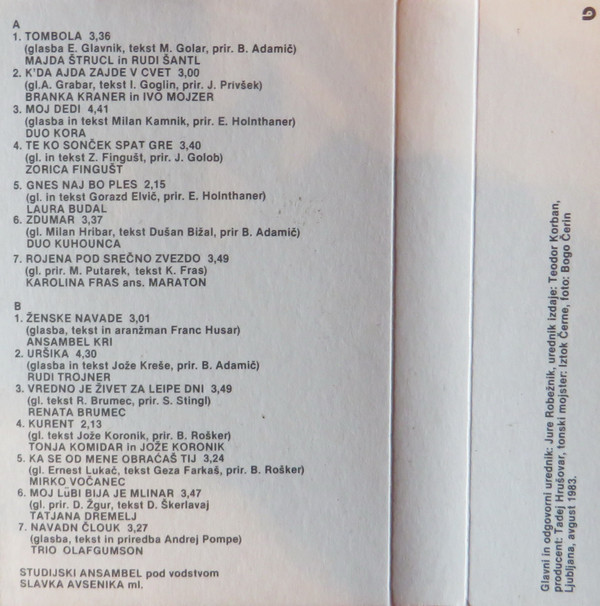 A
1. TOMBOLA 3,36
(glasba E. Glavnik, tekst M. Golar, prir. B. Adamič)
MAJDA ŠTRUCL in RUDI ŠANTL
2. K'DA AJDA ZAJDE V CVET 3,00
(gl.A. Grabar, tekst I. Goglin, prir. J. Privšek)
BRANKA KRANER in IVO MOJZER
3. MOJ DEDI 4,41
(glasba in tekst Milan Kamnik, prir. E. Holnthaner)
DUO KORA
4. TE KO SONČEK SPAT GRE 3,40
(gl. in tekst Z. Fingušt, prir. J. Golob)
ZORICA FINGUŠT
5. GNES NAJ BO PLES 2,15
(gl. in tekst Gorazd Elvič, prir. E. Holnthaner)
LAURA BUDAL
6. ZDUMAR 3,37
(gl. Milan Hribar, tekst Dušan Bižal, prir B. Adamič)
DUO KUHOUNCA
7. ROJENA POD SREČNO ZVEZDO 3,49
(gl. prir. M. Putarek, tekst K. Fras)
KAROLINA FRAS ans. MARATON
B
1. ŽENSKE NAVADE 3,01
(glasba, tekst in aranžman Franc Husar)
ANSAMBEL KRI
2. URŠIKA 4,30
(glasba in tekst Jože Kreše, prir. B. Adamič)
RUDI TROJNER
3. VREDNO JE ŽIVET ZA LEIPE DNI 3,49
(gl. tekst R. Brumec, prir. S. Stingl)
RENATA BRUMEC
4. KURENT 2,13
(gl. tekst Jože Koronik, prir. B. Rošker)
TONJA KOMIDAR in JOŽE KORONIK
5. KA SE OD MENE OBRAĆAŠ TIJ 3,24
(gl. Ernest Lukač, tekst Geza Farkaš, prir. B. Rošker)
MIRKO VOČANEC
6. MOJ LüBI BIJA JE MLINAR 3,47
(gl. prir. D. Žgur, tekst D. Škerlavaj
TATJANA DREMELJ
7. NAVADN ČLOUK 3,27
(glasba, tekst in priredba Andrej Pompe)
TRIO OLAFGUMSON
STUDIJSKI ANSAMBEL pod vodstvom
SLAVKA AVSENIKA ml.
Glavni in odgovorni urednik: Jure Robežnik, urednik izdaje: Teodor Korban,
producent: Tadej Hrušovar, tonski mojster: Iztok Černe, foto: Bogo Čerin
Ljubljana, avgust 1983.